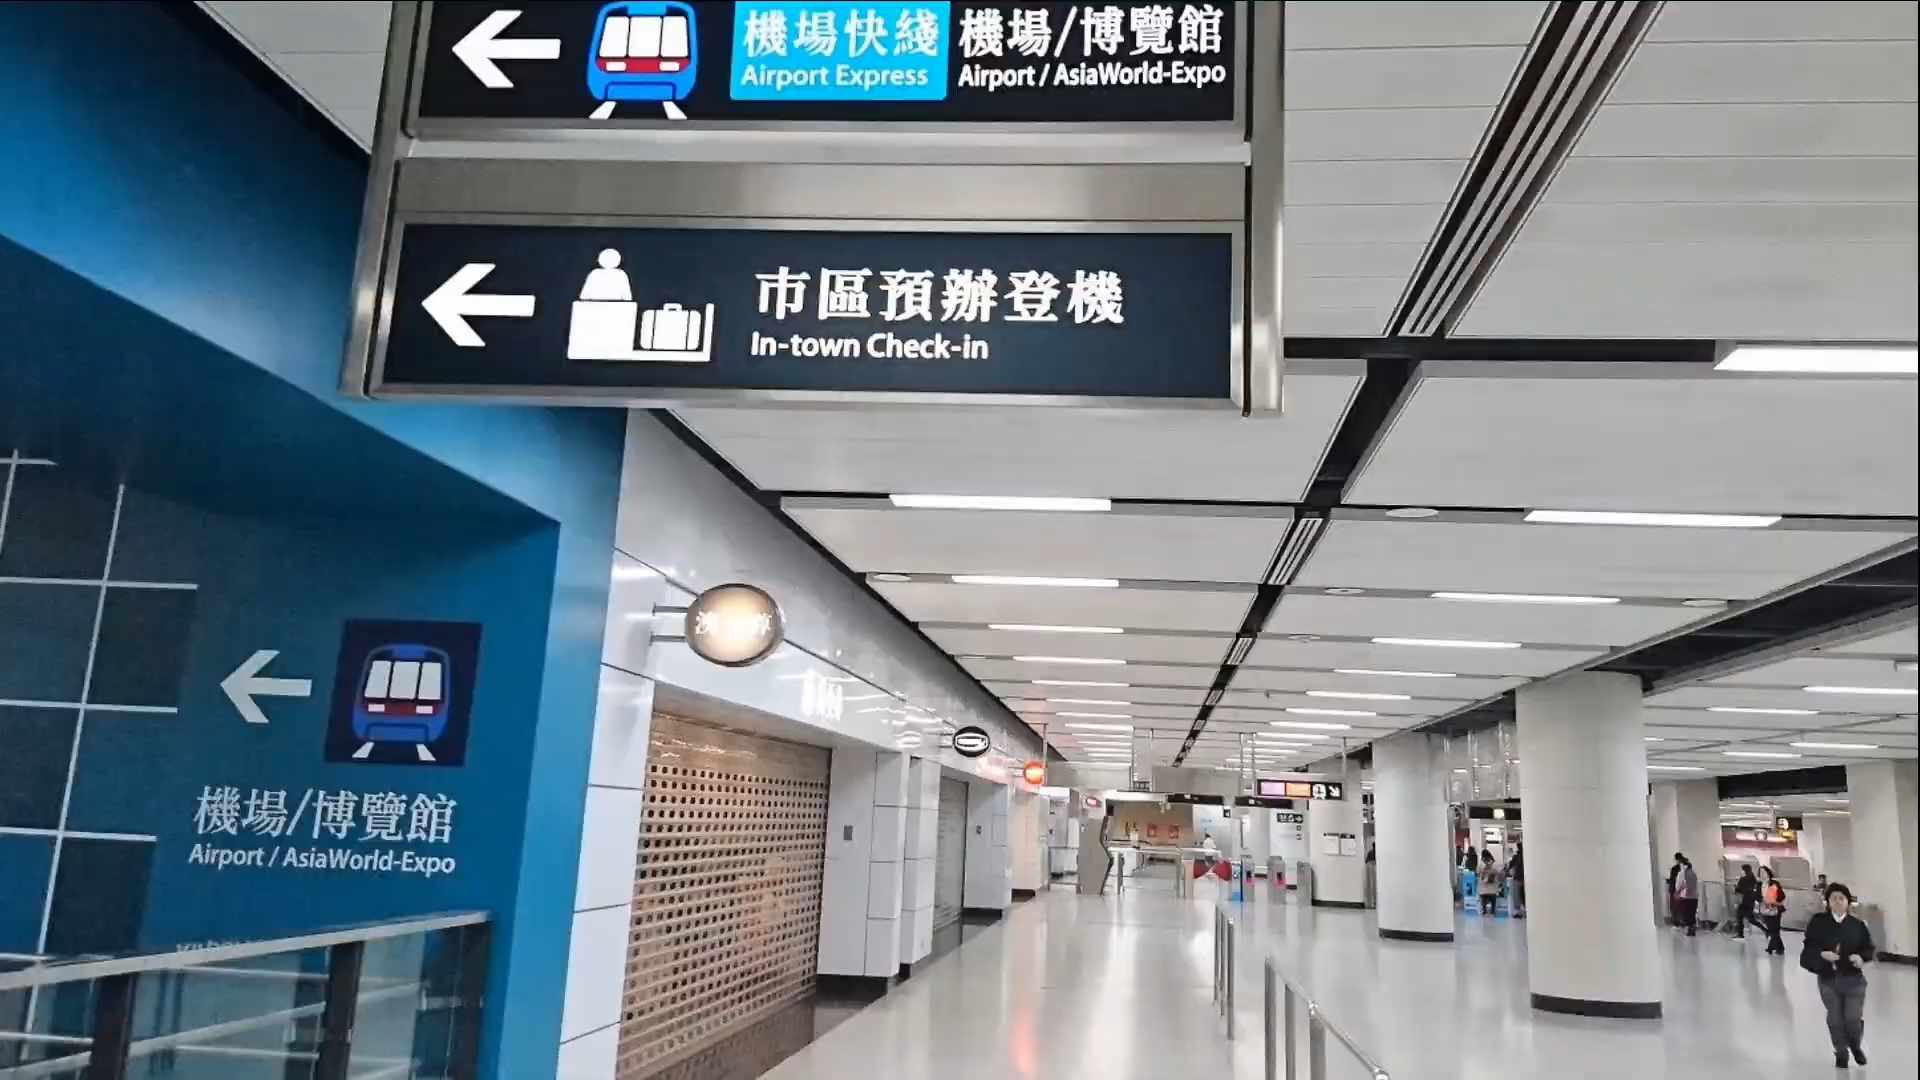 機場快綫 機場/博覽館
Airport Express Airport / AsiaWorld-Expo
市區預辦登機
In-town Check-in
機場/博覽館
Airport / AsiaWorld-Expo